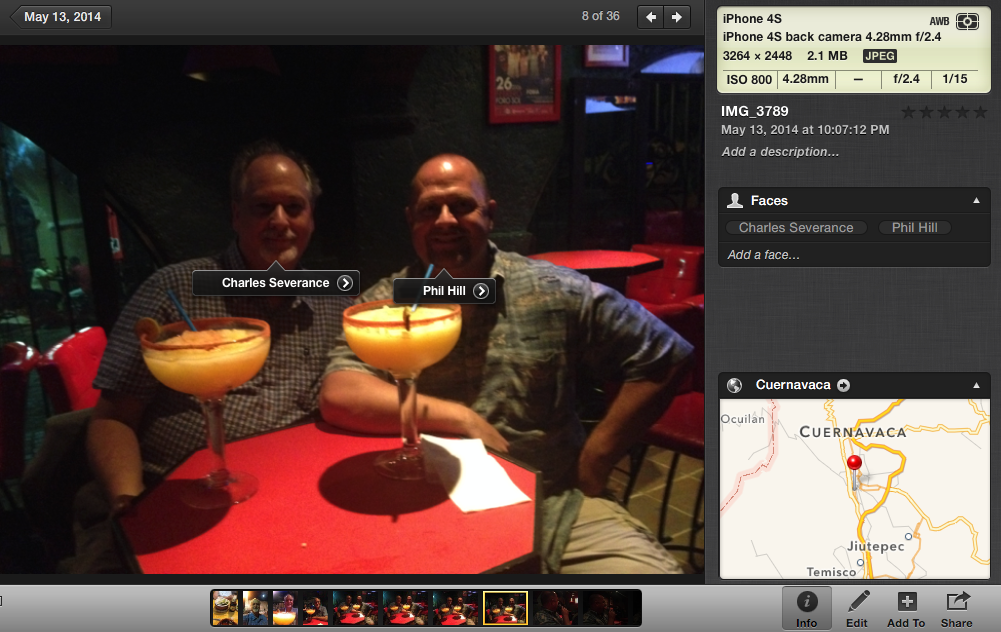 May 13, 2014
8 of 36
26
Charles Severance
Phil Hill
iPhone 4S
AWB
iPhone 4S back camera 4.28mm f/2.4
3264 × 2448 2.1 MB JPEG
ISO 800 4.28mm – f/2.4 1/15
IMG_3789
May 13, 2014 at 10:07:12 PM
Add a description...
Faces
Charles Severance Phil Hill
Add a face...
Cuernavaca
Ocuilan
CUERNAVACA
Jiutepec
Temisco
Info Edit Add To Share